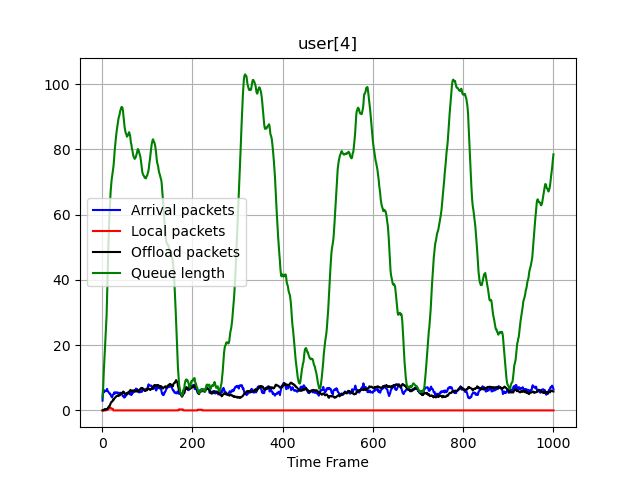 user[4]
100
80
60
40
20
0
Arrival packets
Local packets
Offload packets
Queue length
0 200 400 600 800 1000
Time Frame